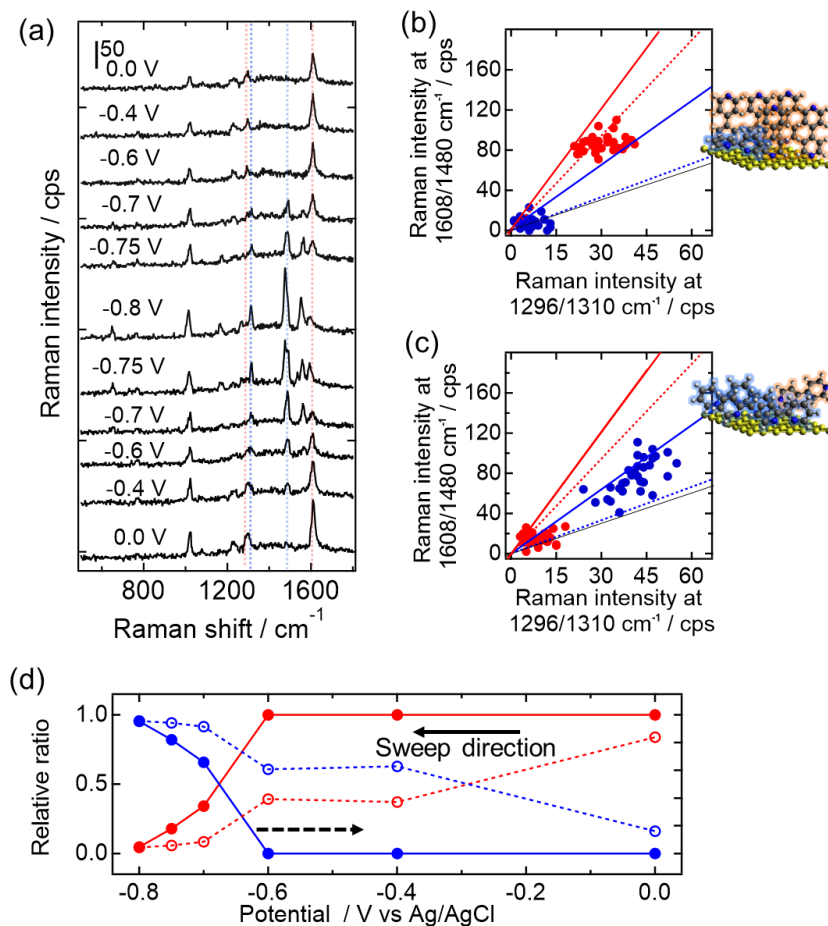 (a)
50
0.0 V
-0.4 V
-0.6 V
-0.7 V
-0.75 V
-0.8 V
-0.75 V
-0.7 V
-0.6 V
-0.4 V
0.0 V
Raman intensity / cps
800 1200 1600
Raman shift / cm⁻¹
(b)
Raman intensity at
1608/1480 cm⁻¹ / cps
160
120
80
40
0
0 15 30 45 60
Raman intensity at
1296/1310 cm⁻¹ / cps
(c)
Raman intensity at
1608/1480 cm⁻¹ / cps
160
120
80
40
0
0 15 30 45 60
Raman intensity at
1296/1310 cm⁻¹ / cps
(d)
Relative ratio
1.0
0.5
0.0
Sweep direction
-0.8 -0.6 -0.4 -0.2 0.0
Potential / V vs Ag/AgCl